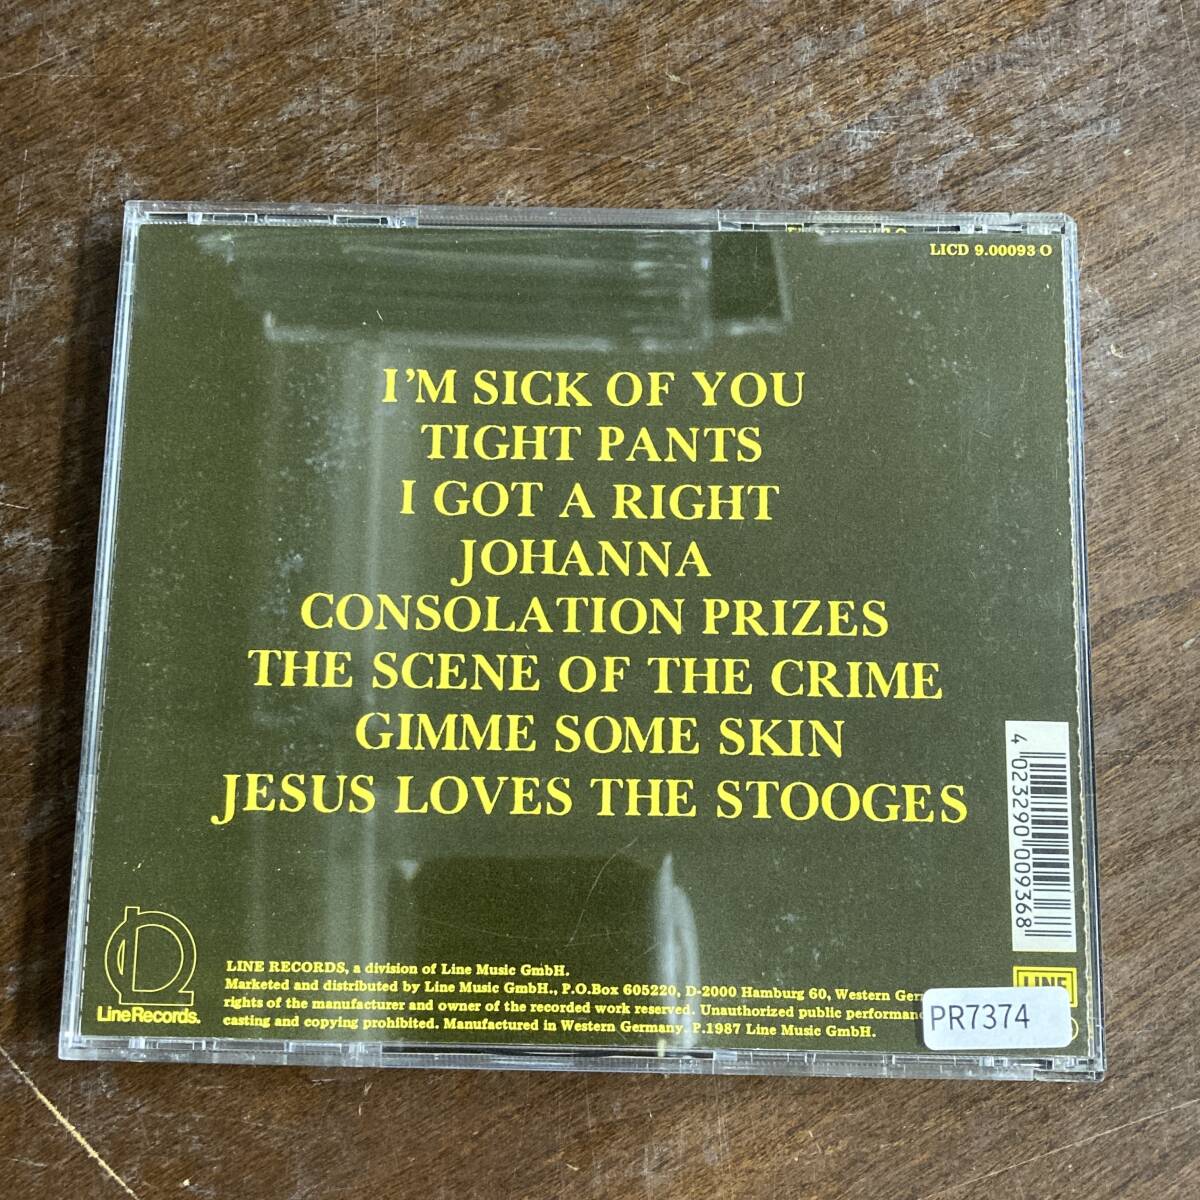 LICD 9.00093 O
I'M SICK OF YOU
TIGHT PANTS
I GOT A RIGHT
JOHANNA
CONSOLATION PRIZES
THE SCENE OF THE CRIME
GIMME SOME SKIN
JESUS LOVES THE STOOGES
4 023290 009368
LINE RECORDS, a division of Line Music GmbH.
Marketed and distributed by Line Music GmbH., P.O.Box 605220, D-2000 Hamburg 60, Western
rights of the manufacturer and owner of the recorded work reserved. Unauthorized public
casting and copying prohibited. Manufactured in Western Germany. P.1987 Line Music GmbH.
Line Records.
LINE
PR7374